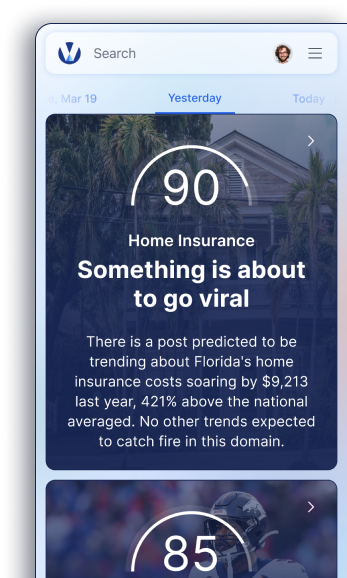 Search
e, Mar 19
Yesterday
Today
90
Home Insurance
Something is about
to go viral
There is a post predicted to be
trending about Florida's home
insurance costs soaring by $9,213
last year, 421% above the national
averaged. No other trends expected
to catch fire in this domain.
85